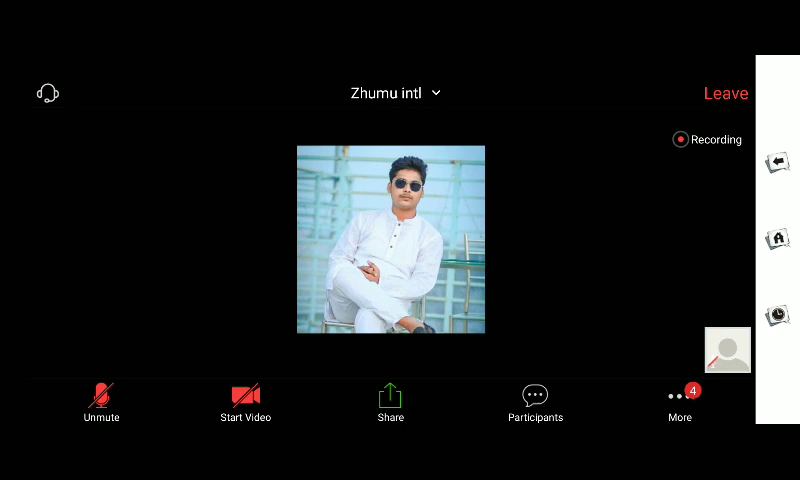 Zhumu intl
Leave
Recording
Unmute
Start Video
Share
Participants
4
More